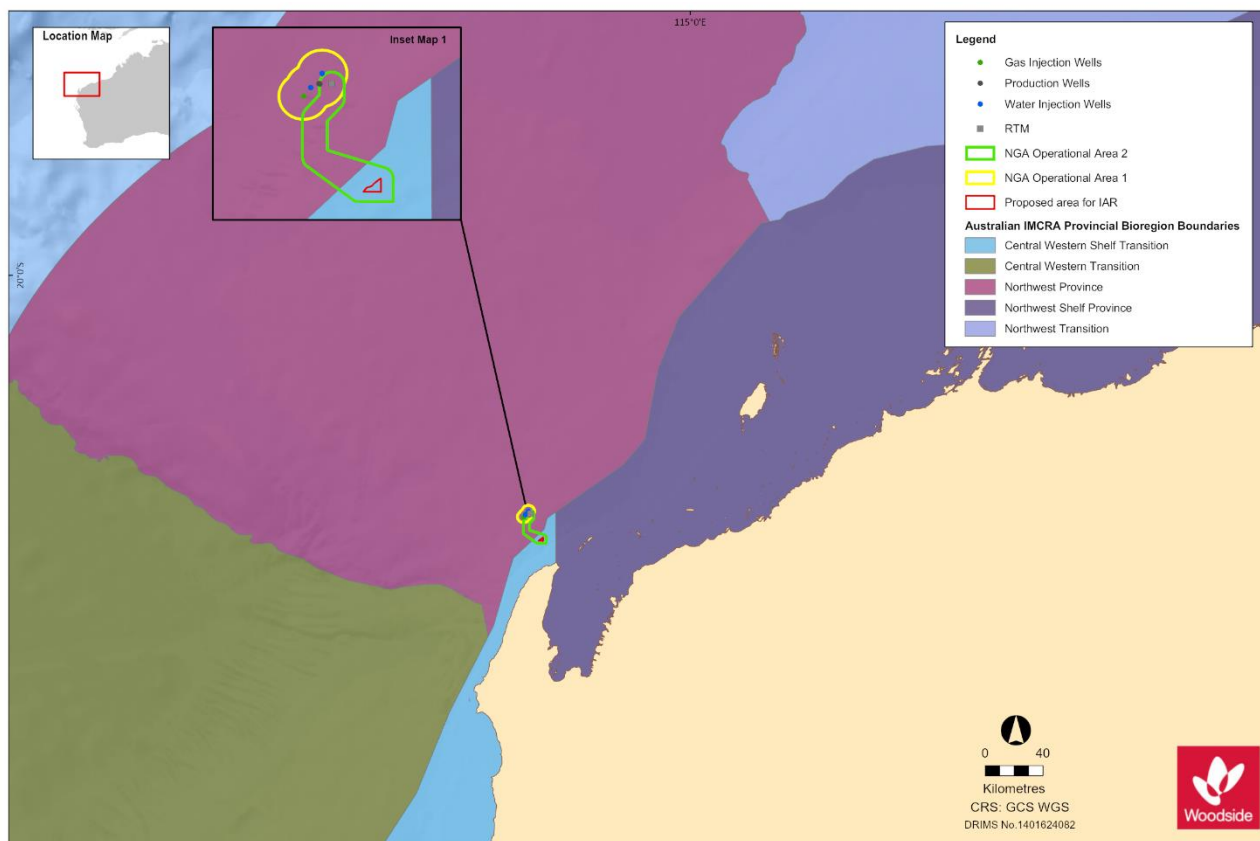 Location Map
Inset Map 1
115°0'E
20°0'S
Legend
Gas Injection Wells
Production Wells
Water Injection Wells
RTM
NGA Operational Area 2
NGA Operational Area 1
Proposed area for IAR
Australian IMCRA Provincial Bioregion Boundaries
Central Western Shelf Transition
Central Western Transition
Northwest Province
Northwest Shelf Province
Northwest Transition
0 40
Kilometres
CRS: GCS WGS
DRIMS No.1401624082
Woodside